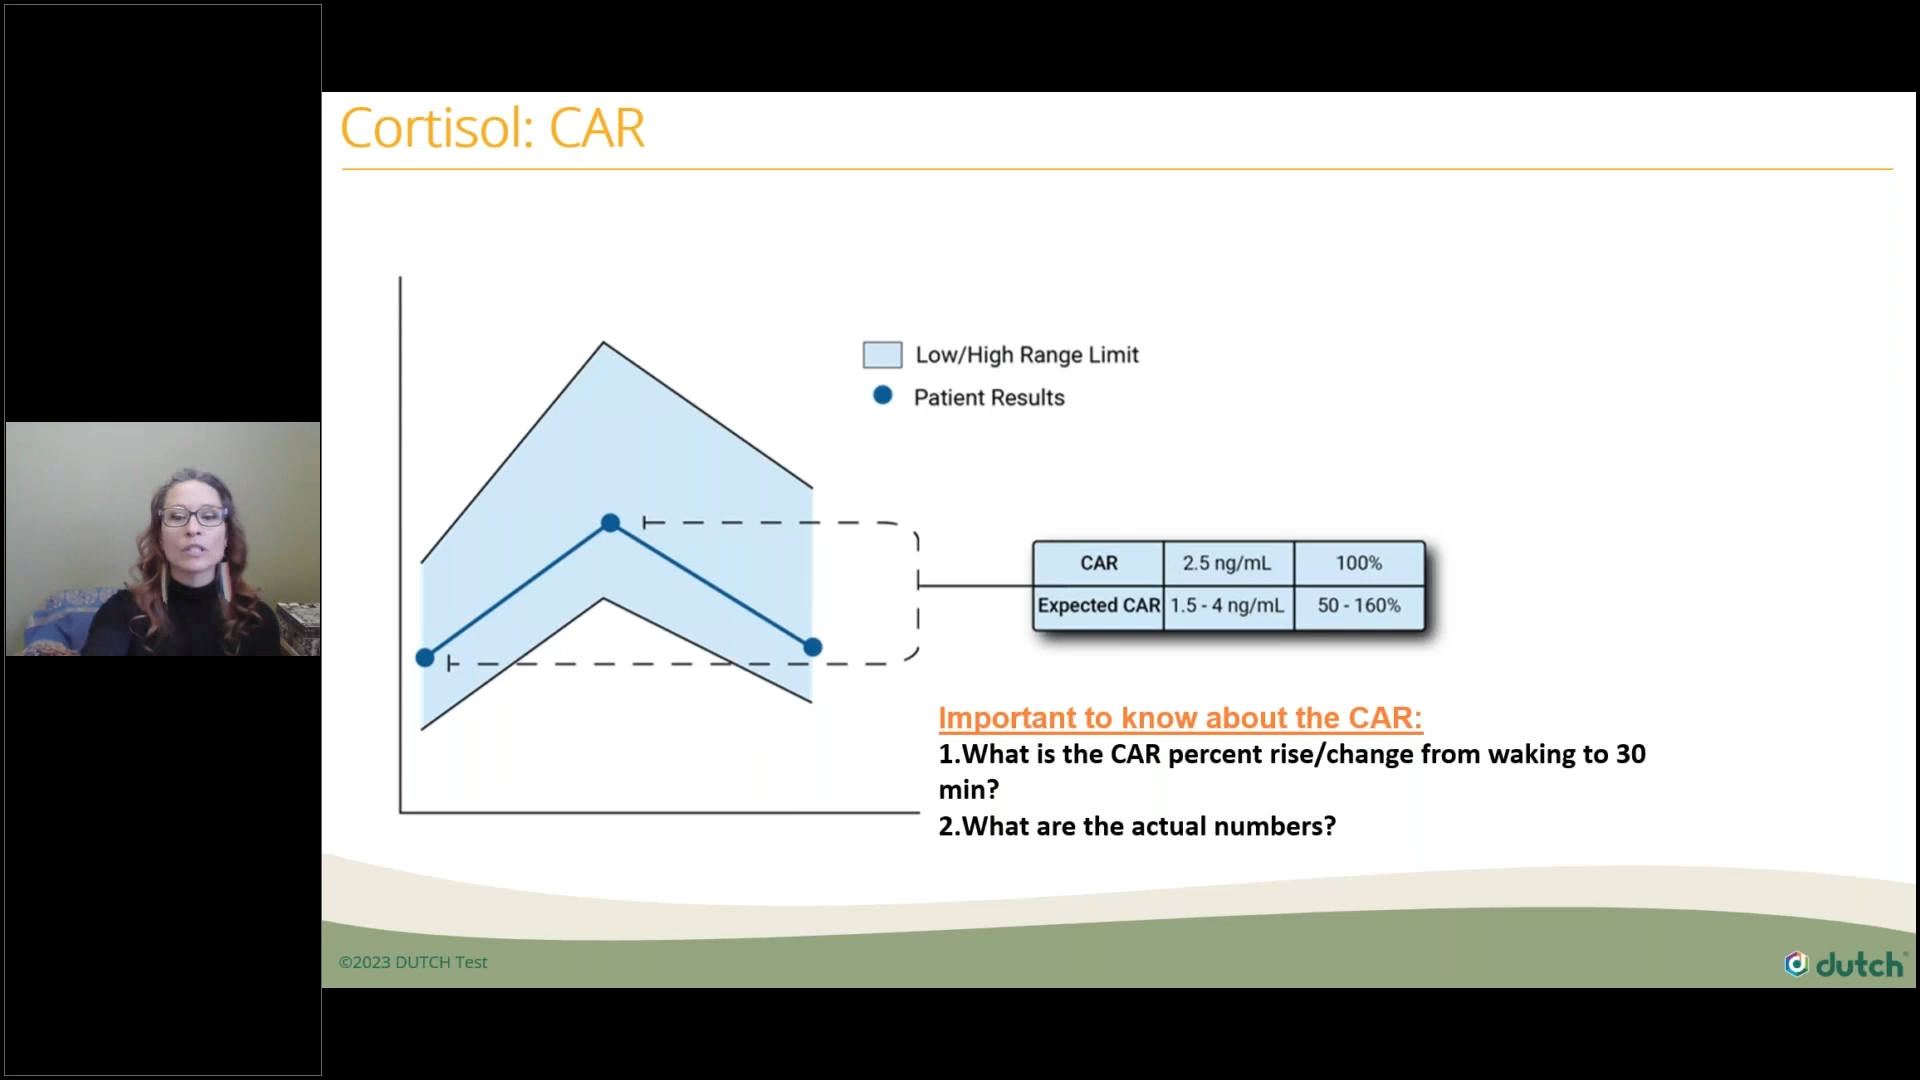 Cortisol: CAR
Low/High Range Limit
Patient Results
CAR 2.5 ng/mL 100%
Expected CAR 1.5 - 4 ng/mL 50 - 160%
Important to know about the CAR:
1.What is the CAR percent rise/change from waking to 30
min?
2.What are the actual numbers?
©2023 DUTCH Test
dutch®